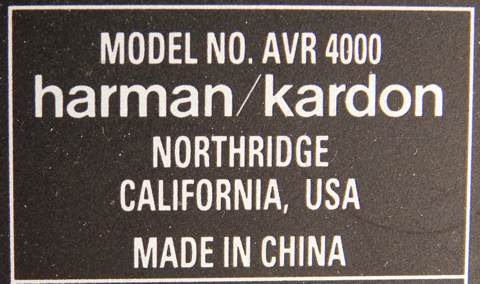 MODEL NO. AVR 4000
harman/kardon
NORTHRIDGE
CALIFORNIA, USA
MADE IN CHINA